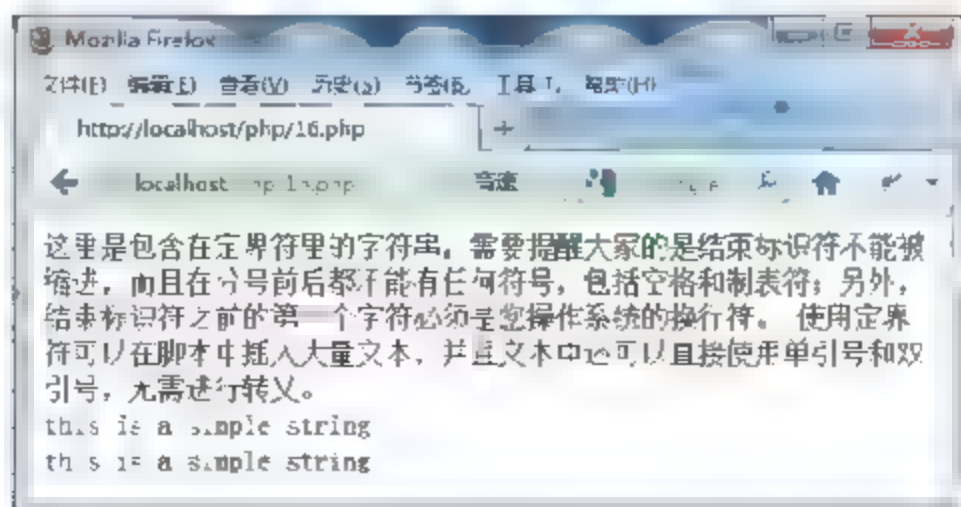 Mozilla Firefox
文件(F) 编辑(E) 查看(V) 历史(S) 书签(B) 工具(T) 帮助(H)
http://localhost/php/16.php +
localhost
这里是包含在定界符里的字符串。需要提醒大家的是结束标识符不能被
缩进，而且在分号前后都不能有任何符号，包括空格和制表符；另外，
结束标识符之前的第一个字符必须是您操作系统的换行符。 使用定界
符可以在脚本中插入大量文本，并且文本中还可以直接使用单引号和双
引号，无需进行转义。
this is a simple string
this is a simple string